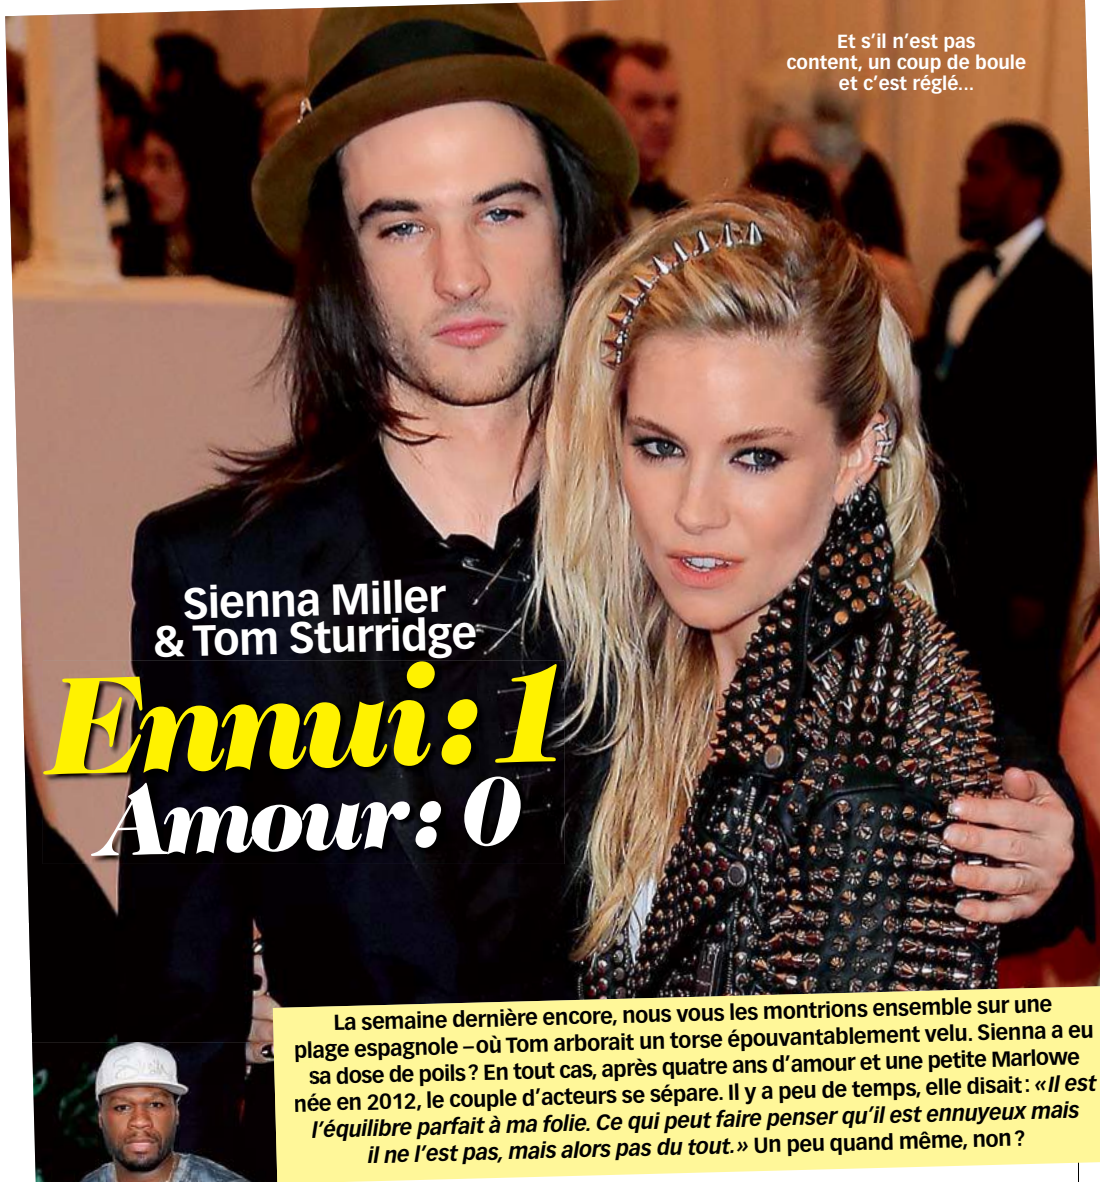 Et s’il n’est pas
content, un coup de boule
et c’est réglé...
Sienna Miller
& Tom Sturridge
Ennui: 1
Amour: 0
La semaine dernière encore, nous vous les montrions ensemble sur une
plage espagnole – où Tom arborait un torse épouvantablement velu. Sienna a eu
sa dose de poils ? En tout cas, après quatre ans d’amour et une petite Marlowe
née en 2012, le couple d’acteurs se sépare. Il y a peu de temps, elle disait : «Il est
l’équilibre parfait à ma folie. Ce qui peut faire penser qu’il est ennuyeux mais
il ne l’est pas, mais alors pas du tout.» Un peu quand même, non ?